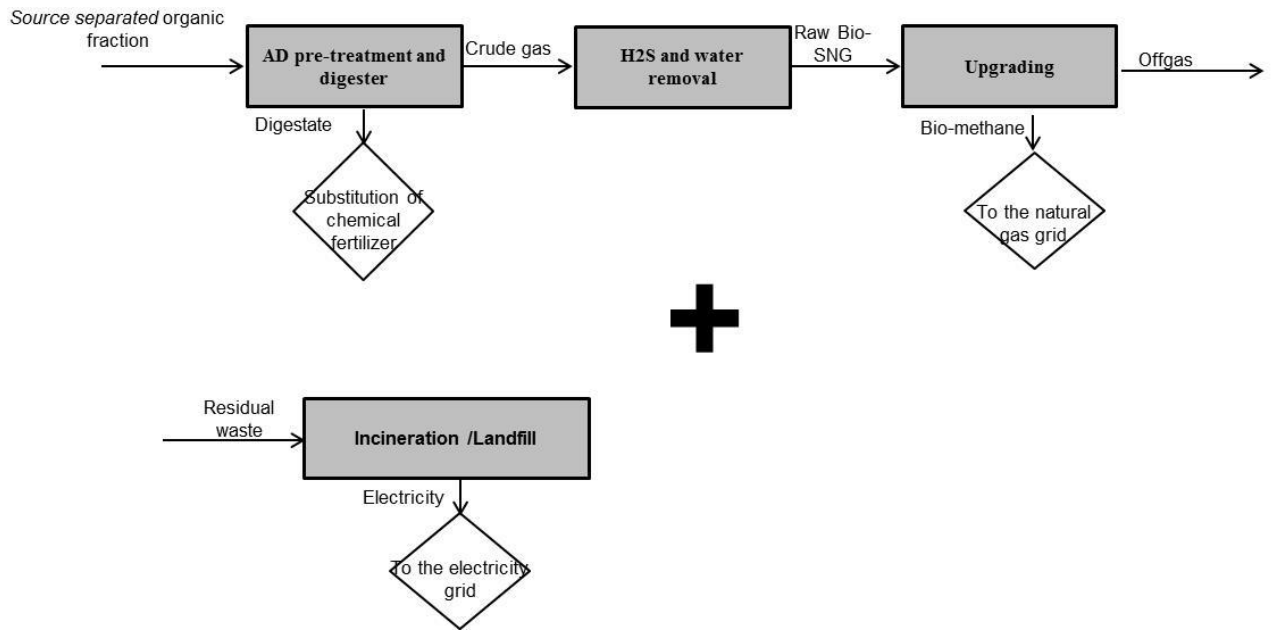 Source separated organic
fraction
AD pre-treatment and
digester
Crude gas
H2S and water
removal
Raw Bio-
SNG
Upgrading
Offgas
Digestate
Bio-methane
Substitution of
chemical
fertilizer
To the natural
gas grid
Residual
waste
Incineration /Landfill
Electricity
To the electricity
grid